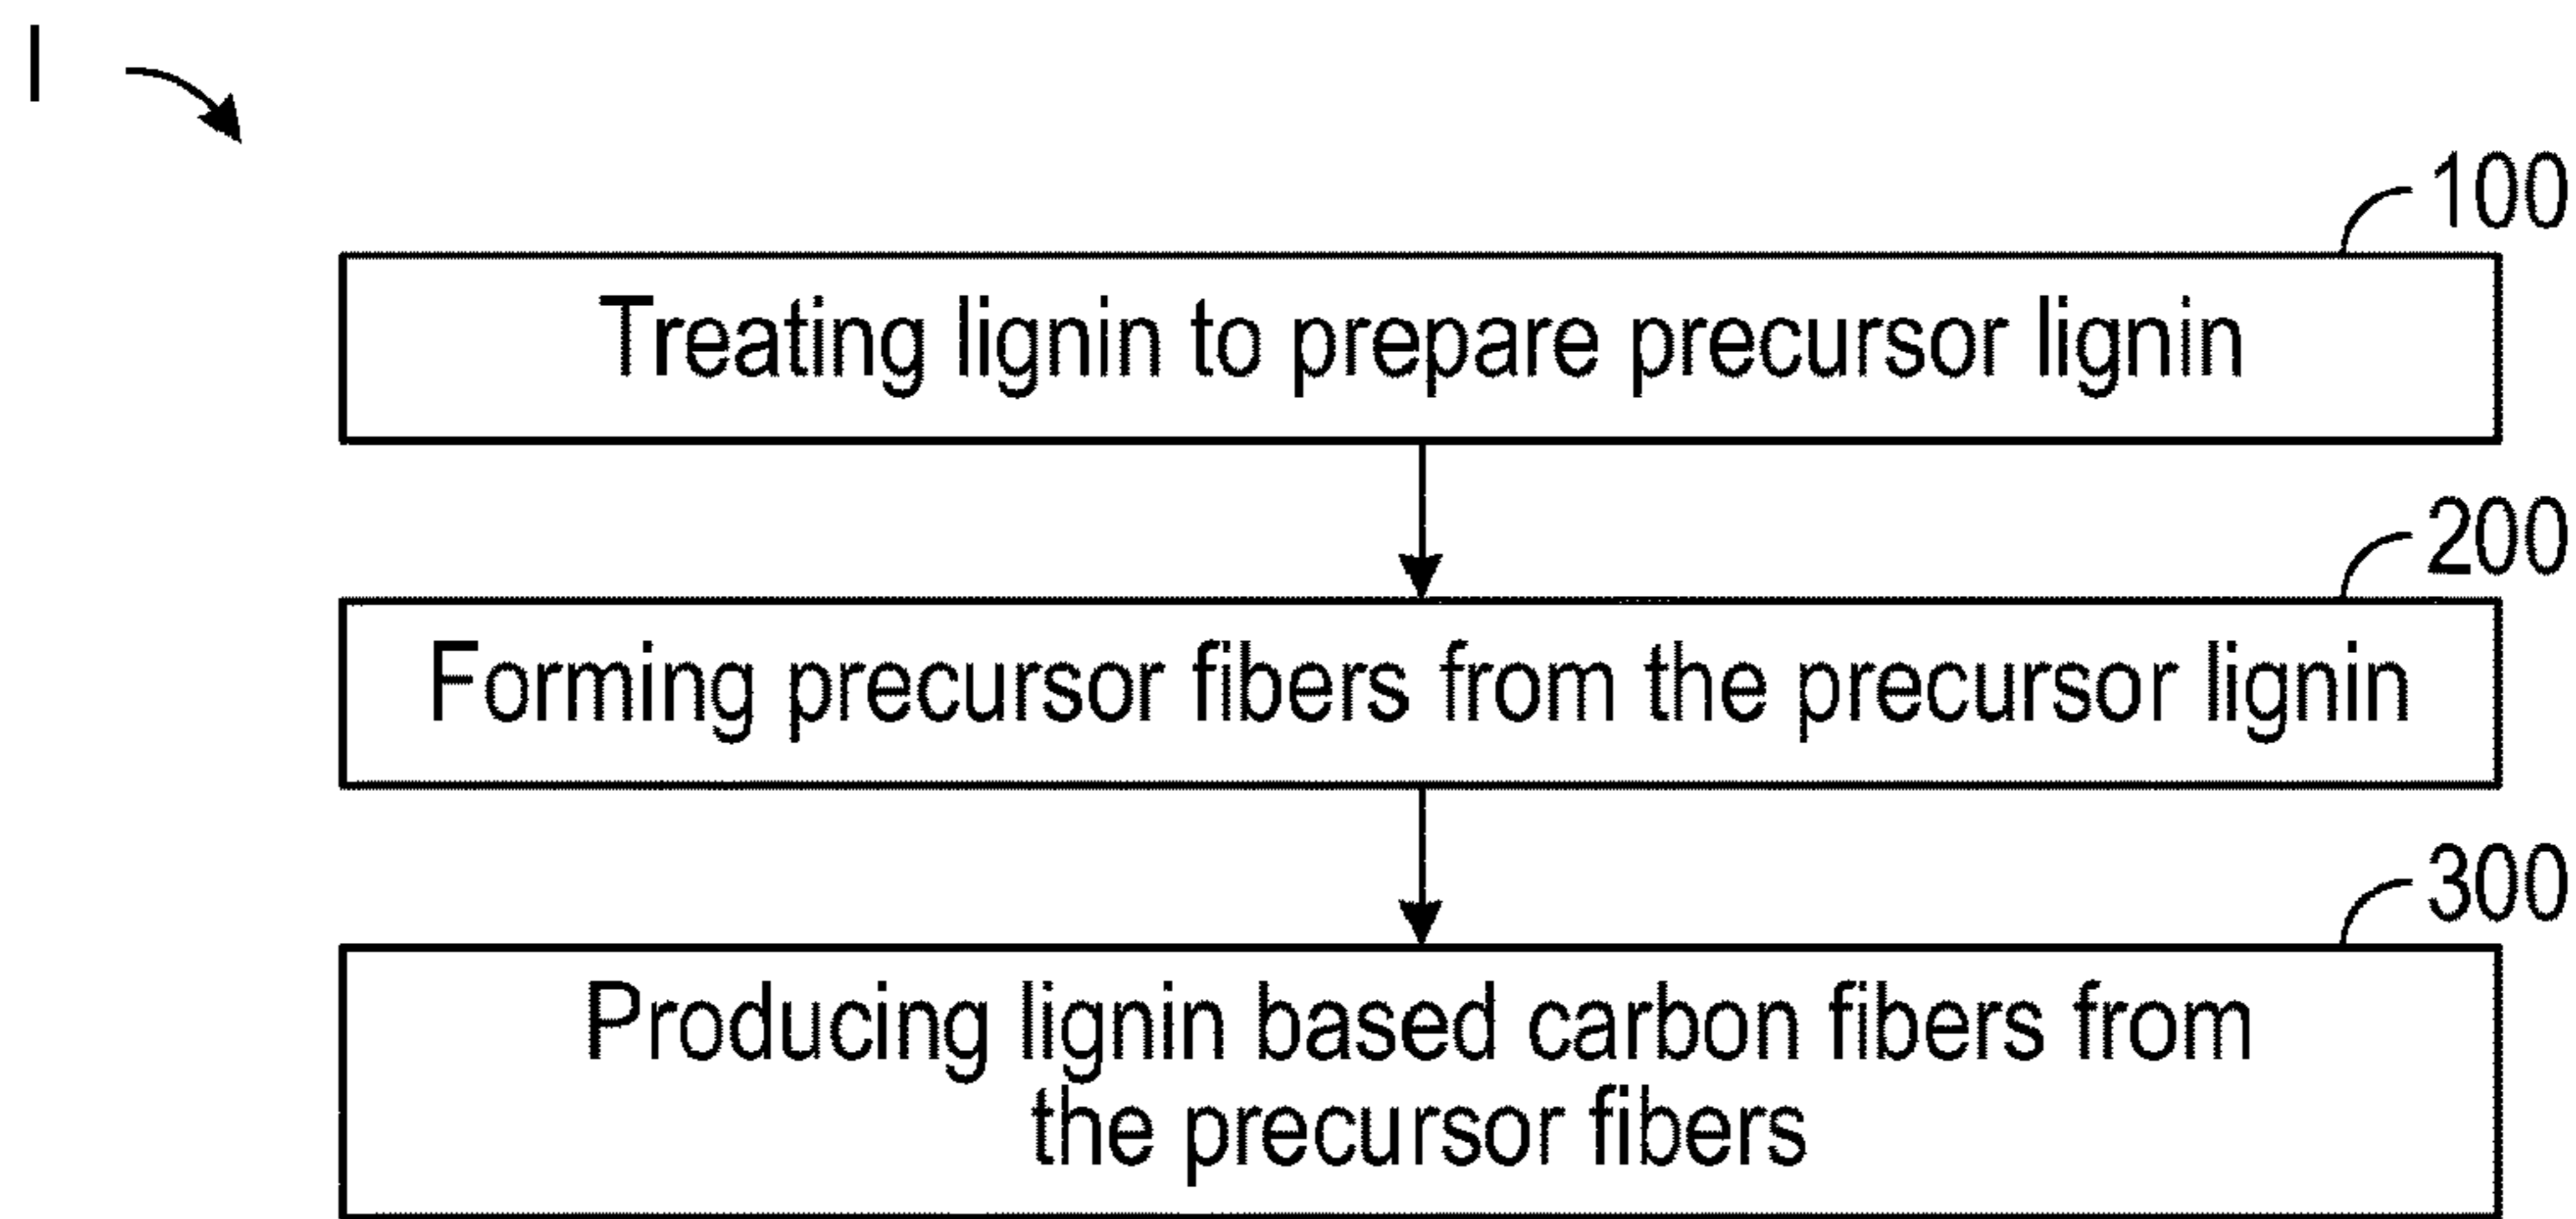 I
100
Treating lignin to prepare precursor lignin
200
Forming precursor fibers from the precursor lignin
300
Producing lignin based carbon fibers from
the precursor fibers